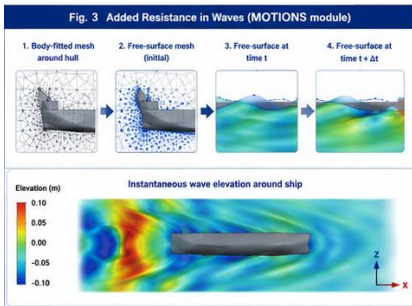 Fig. 3 Added Resistance in Waves (MOTIONS module)
1. Body-fitted mesh
around hull
2. Free-surface mesh
(initial)
3. Free-surface at
time t
4. Free-surface at
time t + Δt
Instantaneous wave elevation around ship
Elevation (m)
0.10
0.05
0.00
-0.05
-0.10
Z
X